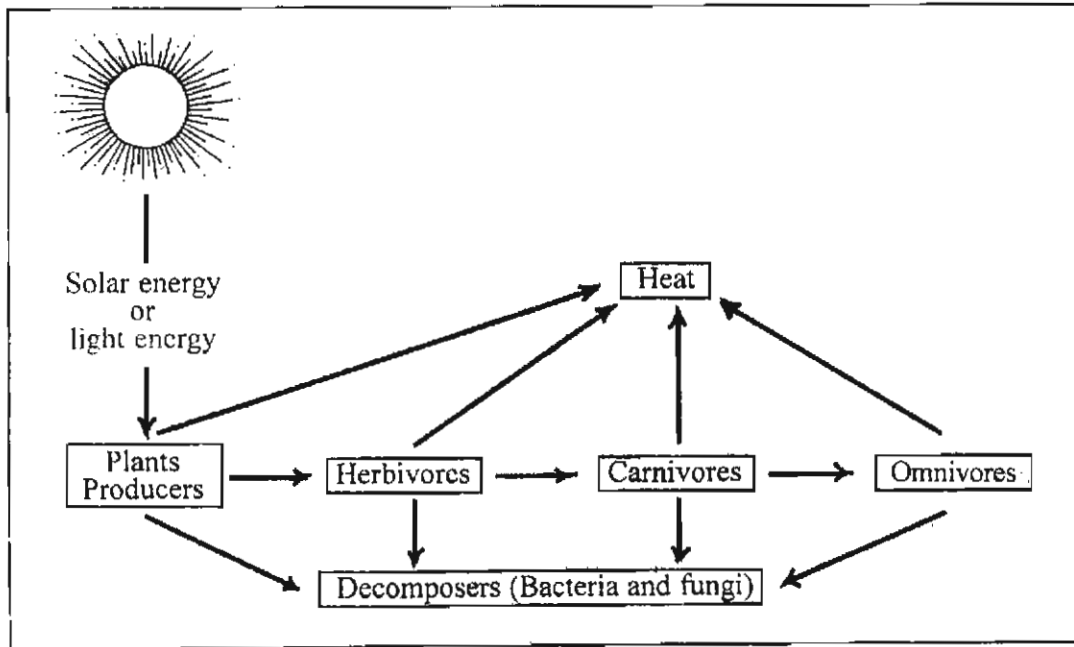 Solar energy
or
light energy
Heat
Plants
Producers
Herbivores
Carnivores
Omnivores
Decomposers (Bacteria and fungi)